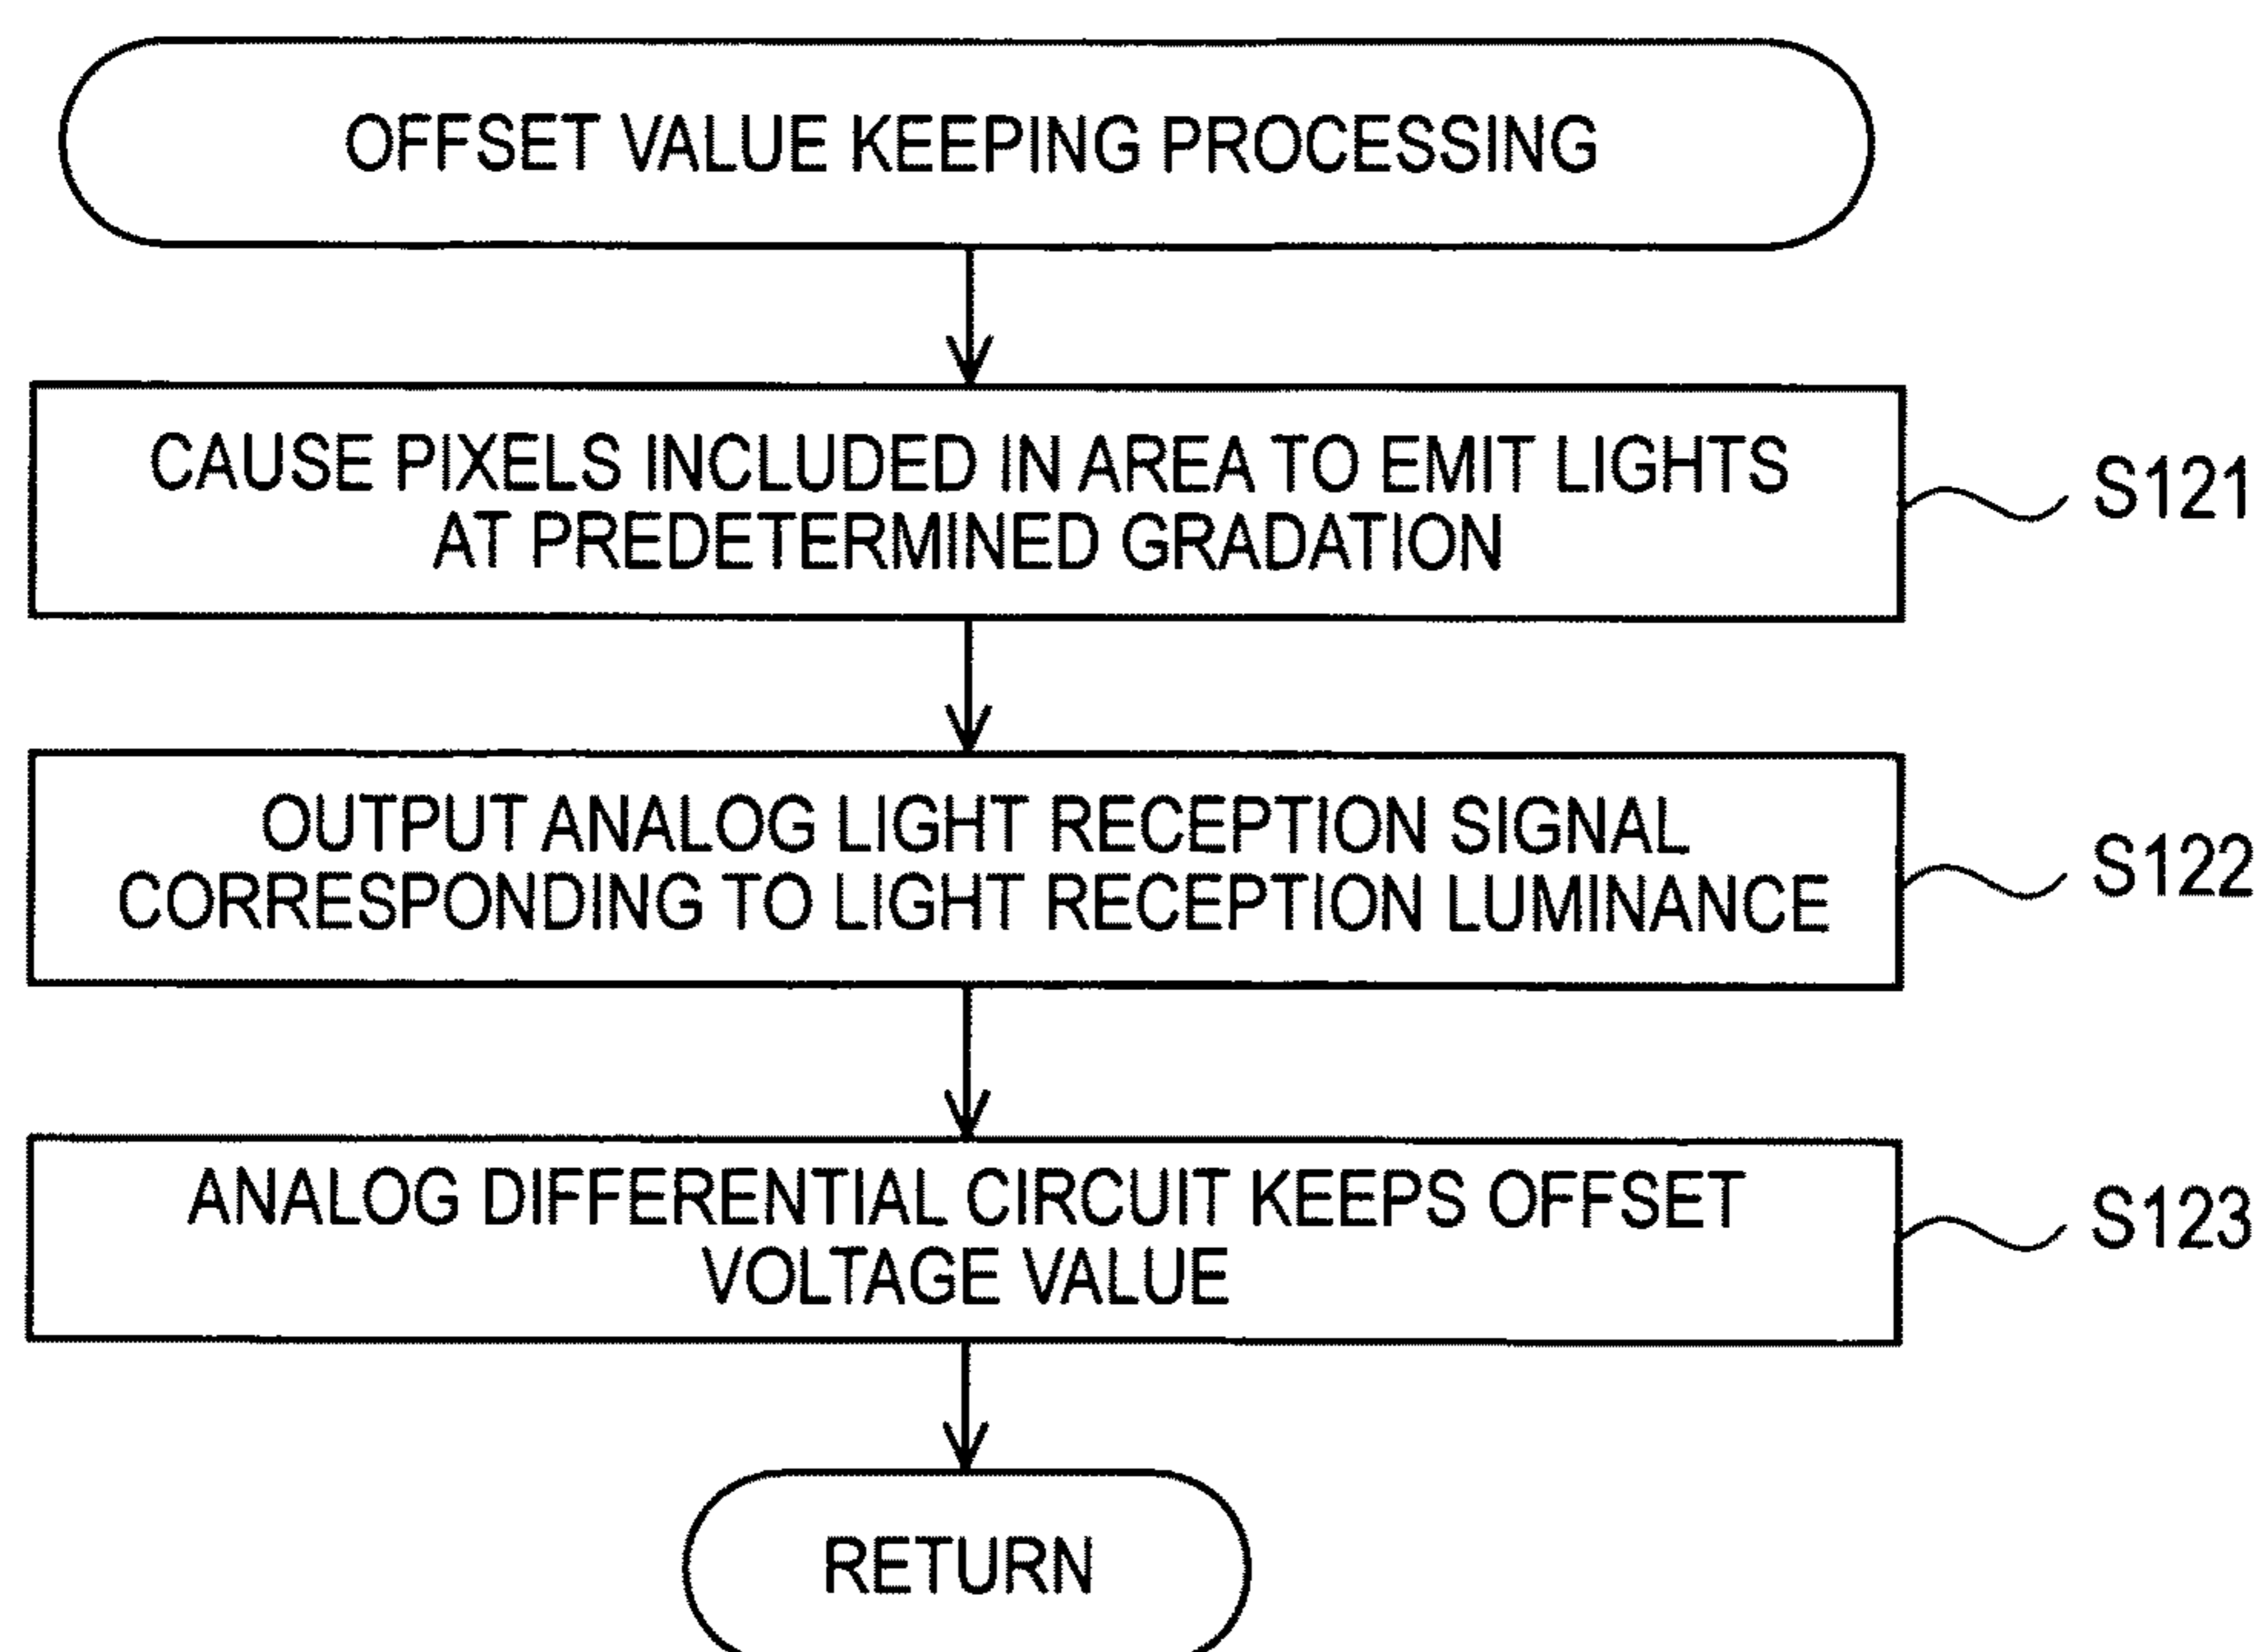 OFFSET VALUE KEEPING PROCESSING
CAUSE PIXELS INCLUDED IN AREA TO EMIT LIGHTS
AT PREDETERMINED GRADATION
S121
OUTPUT ANALOG LIGHT RECEPTION SIGNAL
CORRESPONDING TO LIGHT RECEPTION LUMINANCE
S122
ANALOG DIFFERENTIAL CIRCUIT KEEPS OFFSET
VOLTAGE VALUE
S123
RETURN